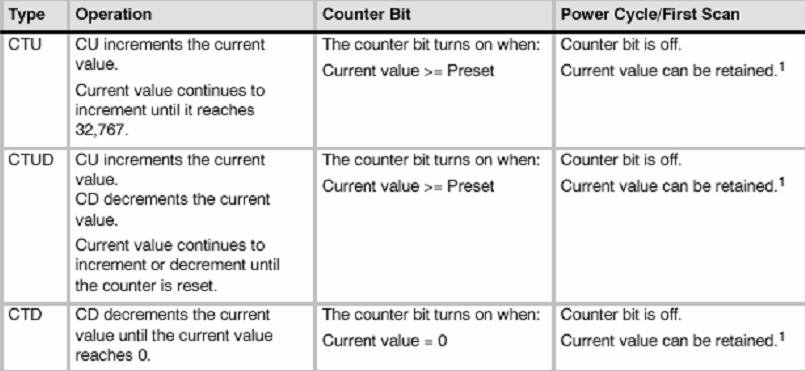 Type Operation Counter Bit Power Cycle/First Scan
CTU CU increments the current The counter bit turns on when: Counter bit is off.
value. Current value >= Preset Current value can be retained.1
Current value continues to
increment until it reaches
32,767.
CTUD CU increments the current The counter bit turns on when: Counter bit is off.
value. Current value >= Preset Current value can be retained.1
CD decrements the current
value.
Current value continues to
increment or decrement until
the counter is reset.
CTD CD decrements the current The counter bit turns on when: Counter bit is off.
value until the current value Current value = 0 Current value can be retained.1
reaches 0.